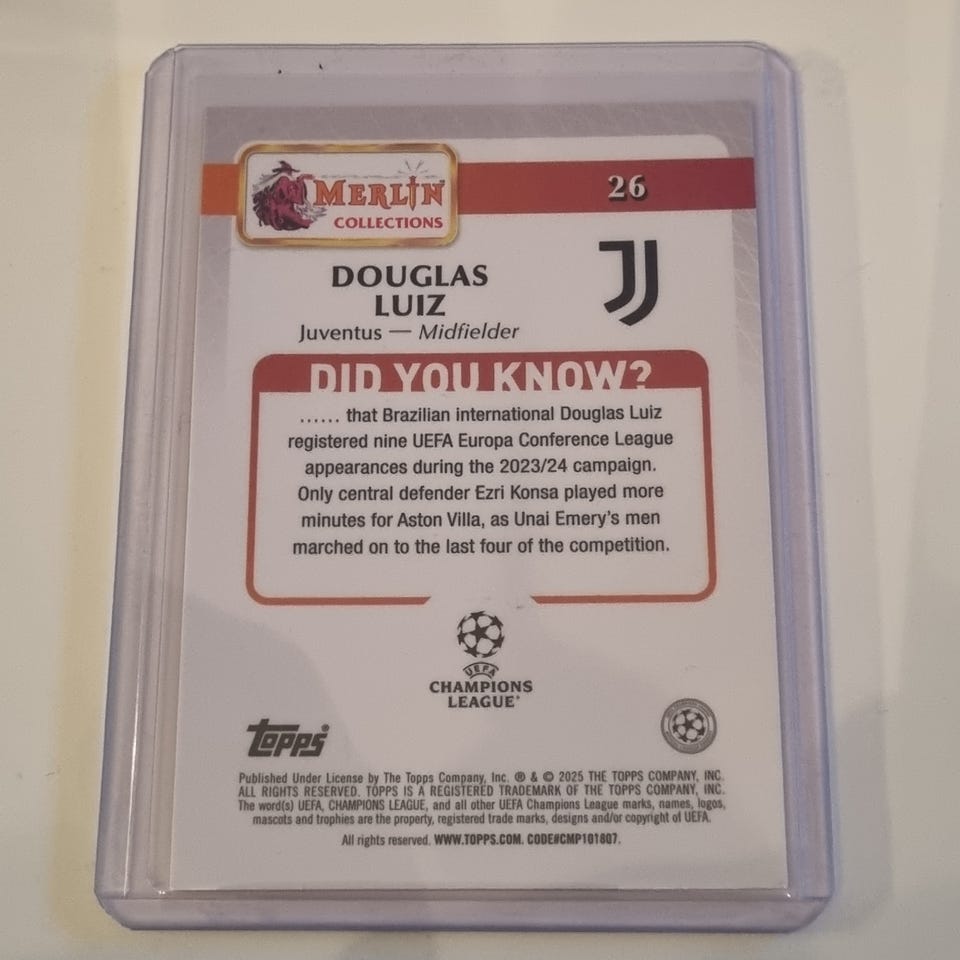 MERLIN
COLLECTIONS
26
DOUGLAS
LUIZ
Juventus — Midfielder
DID YOU KNOW?
...... that Brazilian international Douglas Luiz
registered nine UEFA Europa Conference League
appearances during the 2023/24 campaign.
Only central defender Ezri Konsa played more
minutes for Aston Villa, as Unai Emery's men
marched on to the last four of the competition.
UEFA
CHAMPIONS
LEAGUE®
Topps®
Published Under License by The Topps Company, Inc. ® & © 2025 THE TOPPS COMPANY, INC.
ALL RIGHTS RESERVED. TOPPS IS A REGISTERED TRADEMARK OF THE TOPPS COMPANY, INC.
The word(s) UEFA, CHAMPIONS LEAGUE, and all other UEFA Champions League marks, names, logos,
mascots and trophies are the property, registered trade marks, designs and/or copyright of UEFA.
All rights reserved. WWW.TOPPS.COM. CODE#CMP101807.